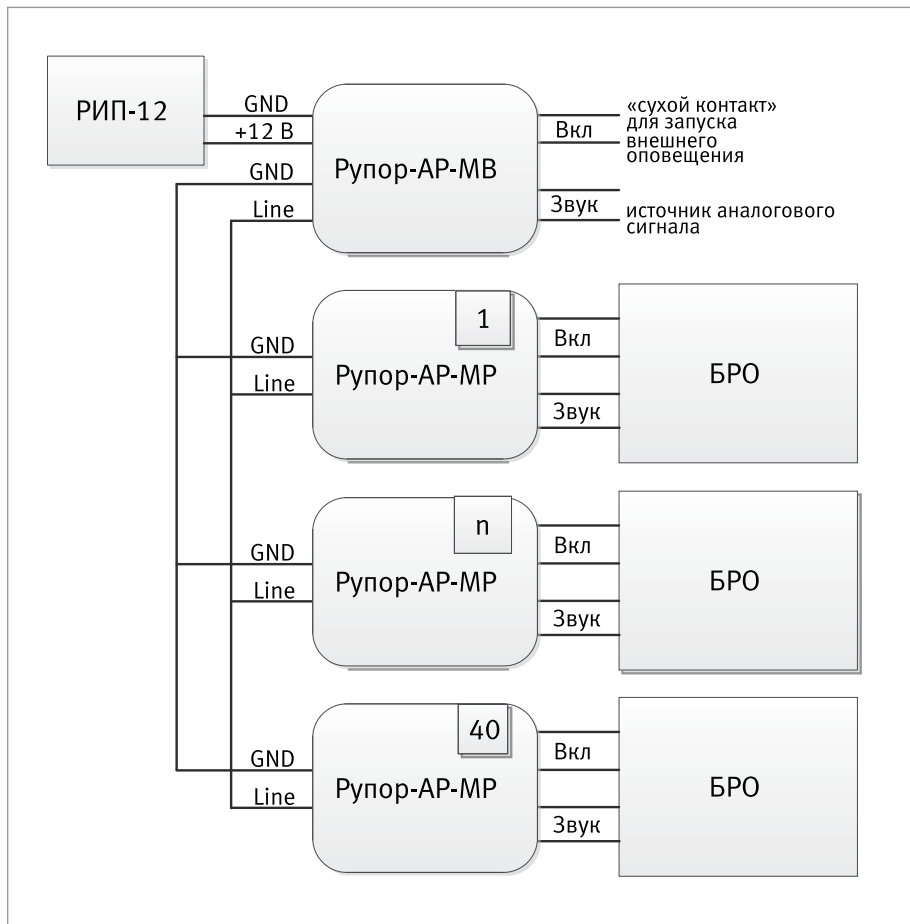 РИП-12
GND
+12 В
GND
Line
Рупор-АР-МВ
Вкл
Звук
«сухой контакт»
для запуска
внешнего
оповещения
источник аналогового
сигнала
1
GND
Line
Рупор-АР-МР
Вкл
Звук
БРО
n
GND
Line
Рупор-АР-МР
Вкл
Звук
БРО
40
GND
Line
Рупор-АР-МР
Вкл
Звук
БРО